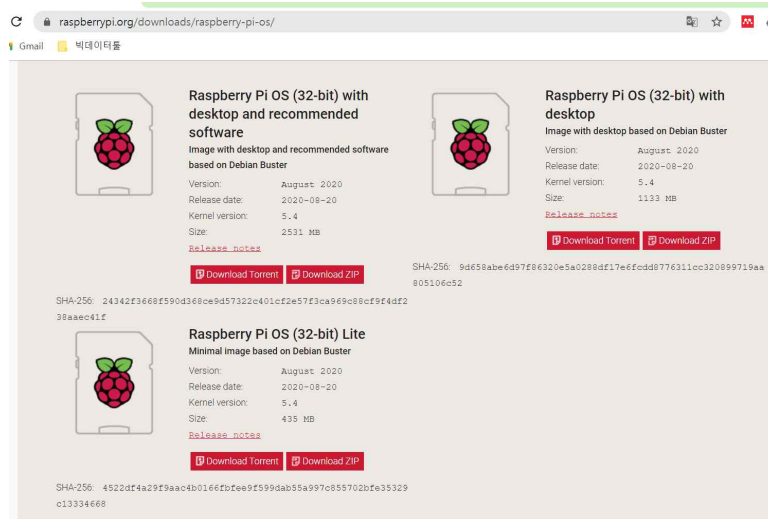 raspberrypi.org/downloads/raspberry-pi-os/
Gmail 빅데이터툴
Raspberry Pi OS (32-bit) with
desktop and recommended
software
Image with desktop and recommended software
based on Debian Buster
Version: August 2020
Release date: 2020-08-20
Kernel version: 5.4
Size: 2531 MB
Release notes
Download Torrent Download ZIP
SHA-256: 24342f3668f590d368ce9d57322c401cf2e57f3ca969c88cf9f4df2
38aaec41f
Raspberry Pi OS (32-bit) with
desktop
Image with desktop based on Debian Buster
Version: August 2020
Release date: 2020-08-20
Kernel version: 5.4
Size: 1133 MB
Release notes
Download Torrent Download ZIP
SHA-256: 9d658abe6d97f86320e5a0288df17e6fcdd8776311cc320899719aa
805106c52
Raspberry Pi OS (32-bit) Lite
Minimal image based on Debian Buster
Version: August 2020
Release date: 2020-08-20
Kernel version: 5.4
Size: 435 MB
Release notes
Download Torrent Download ZIP
SHA-256: 4522df4a29f9aac4b0166fbfee9f599dab55a997c855702bfe35329
c13334668